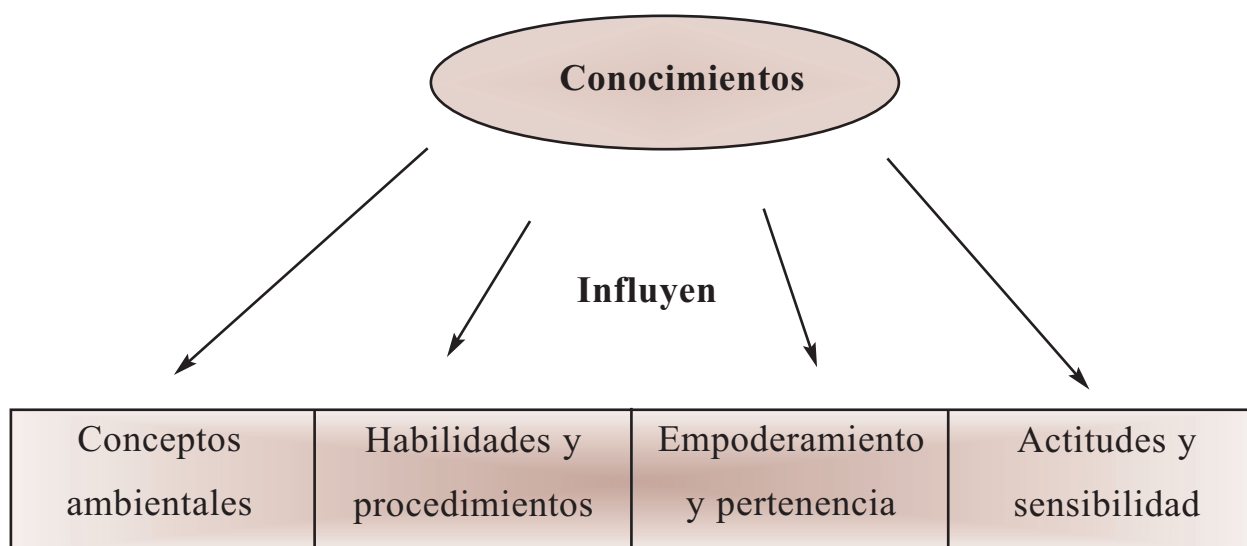 Conocimientos
Influyen
Conceptos
ambientales
Habilidades y
procedimientos
Empoderamiento
y pertenencia
Actitudes y
sensibilidad